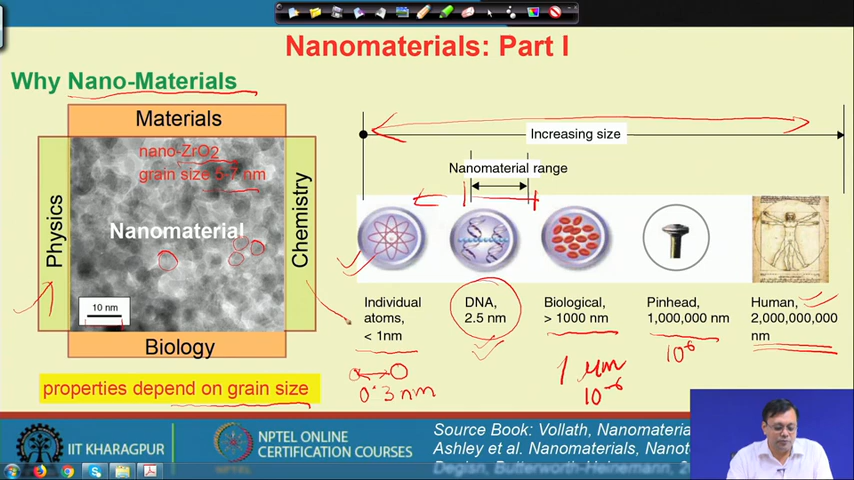 Nanomaterials: Part I
Why Nano-Materials
Materials
Physics
nano-ZrO2
grain size 5-7 nm
Nanomaterial
10 nm
Chemistry
Biology
properties depend on grain size
Increasing size
Nanomaterial range
Individual
atoms,
< 1nm
DNA,
2.5 nm
Biological,
> 1000 nm
Pinhead,
1,000,000 nm
Human,
2,000,000,000
nm
0.3 nm
1 μm
10-6
10-6
IIT KHARAGPUR
NPTEL ONLINE
CERTIFICATION COURSES
Source Book: Vollath, Nanomateria
Ashley et al. Nanomaterials, Nanot
Degisn, Butterworth-Heinemann, 2